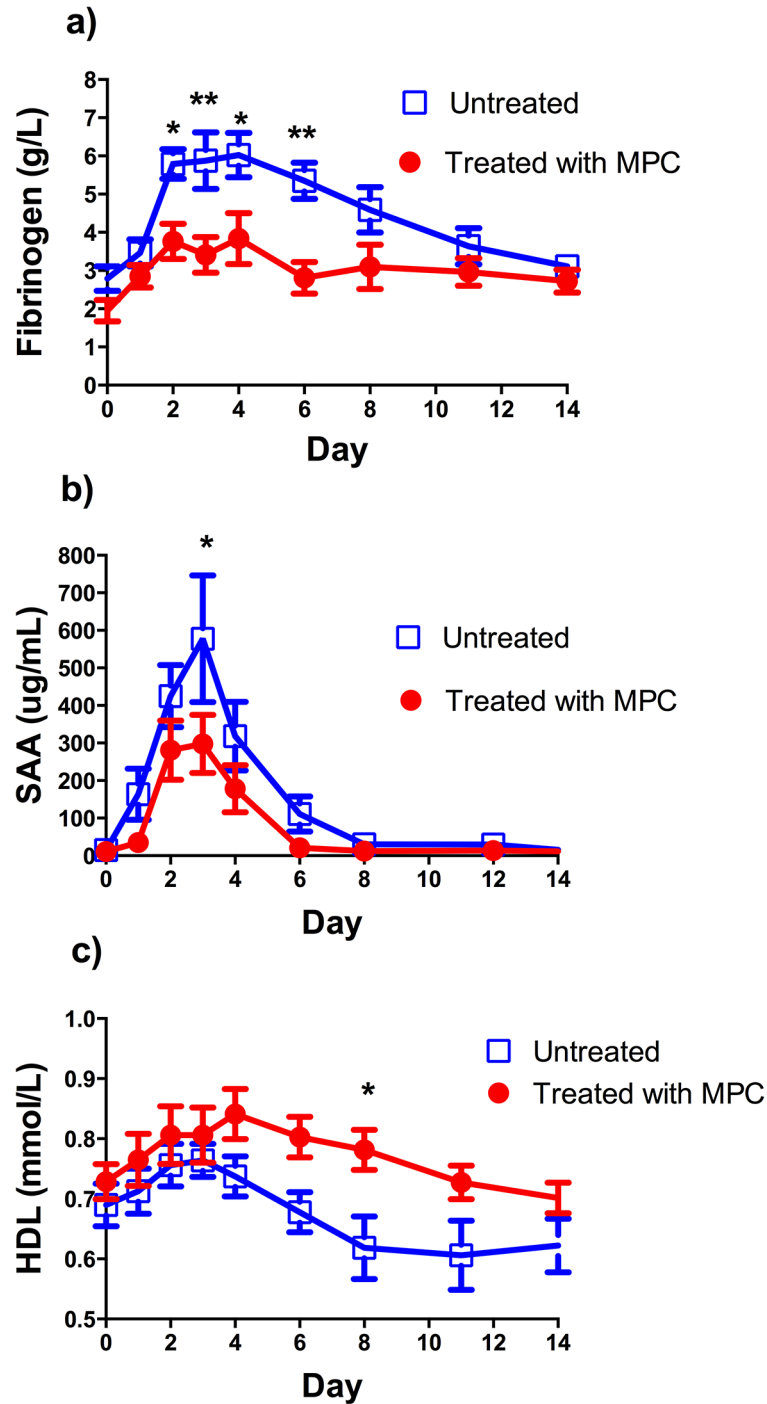 a)
Fibrinogen (g/L)
8
7
6
5
4
3
2
1
0
* ** * **
Untreated
Treated with MPC
0 2 4 6 8 10 12 14
Day
b)
SAA (ug/mL)
800
700
600
500
400
300
200
100
0
*
Untreated
Treated with MPC
0 2 4 6 8 10 12 14
Day
c)
HDL (mmol/L)
1.0
0.9
0.8
0.7
0.6
0.5
*
Untreated
Treated with MPC
0 2 4 6 8 10 12 14
Day